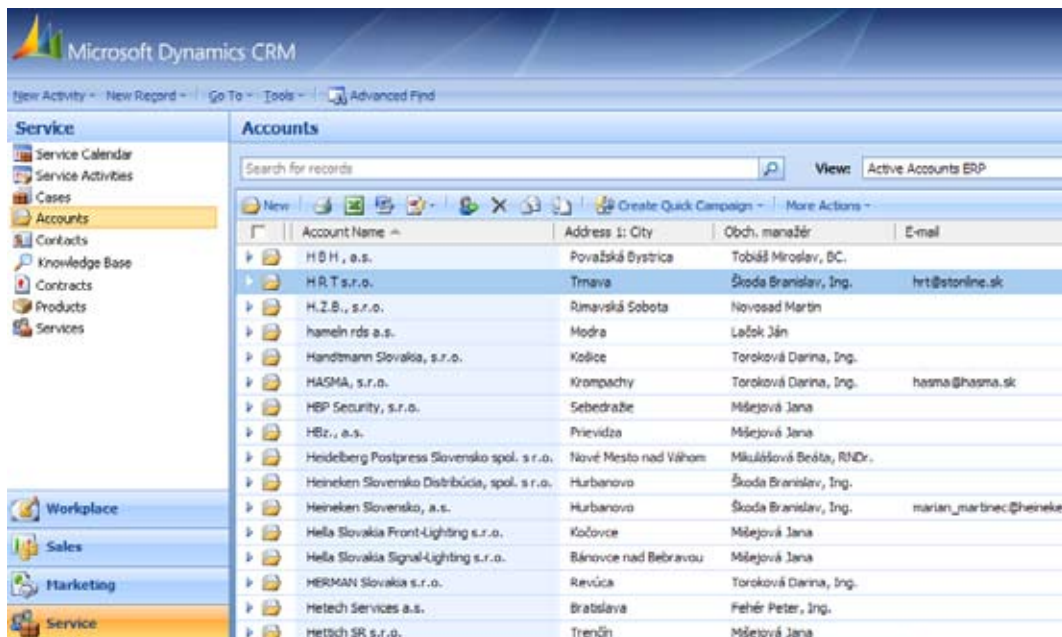 Microsoft Dynamics CRM
New Activity New Record Go To Tools Advanced Find
Service
Service Calendar
Service Activities
Cases
Accounts
Contacts
Knowledge Base
Contracts
Products
Services
Workplace
Sales
Marketing
Service
Accounts
Search for records View: Active Accounts ERP
New Create Quick Campaign More Actions
Account Name Address 1: City Obch. manažér E-mail
H B H , a.s. Považská Bystrica Tobiáš Miroslav, BC.
H R T s.r.o. Trnava Škoda Branislav, Ing. hrt@stonline.sk
H.Z.B., s.r.o. Rimavská Sobota Novosad Martin
hameln rds a.s. Modra Lačok Ján
Handtmann Slovakia, s.r.o. Košice Toroková Darina, Ing.
HASMA, s.r.o. Krompachy Toroková Darina, Ing. hasma@hasma.sk
HBP Security, s.r.o. Sebedražie Mišejová Jana
HBz., a.s. Prievidza Mišejová Jana
Heidelberg Postpress Slovensko spol. s r.o. Nové Mesto nad Váhom Mikulášová Beáta, RNDr.
Heineken Slovensko Distribúcia, spol. s r.o. Hurbanovo Škoda Branislav, Ing.
Heineken Slovensko, a.s. Hurbanovo Škoda Branislav, Ing. marian_martinec@heineke
Hella Slovakia Front-Lighting s.r.o. Kočovce Mišejová Jana
Hella Slovakia Signal-Lighting s.r.o. Bánovce nad Bebravou Mišejová Jana
HERMAN Slovakia s.r.o. Revúca Toroková Darina, Ing.
Hetech Services a.s. Bratislava Fehér Peter, Ing.
Hettich SR s.r.o. Trenčín Mišejová Jana